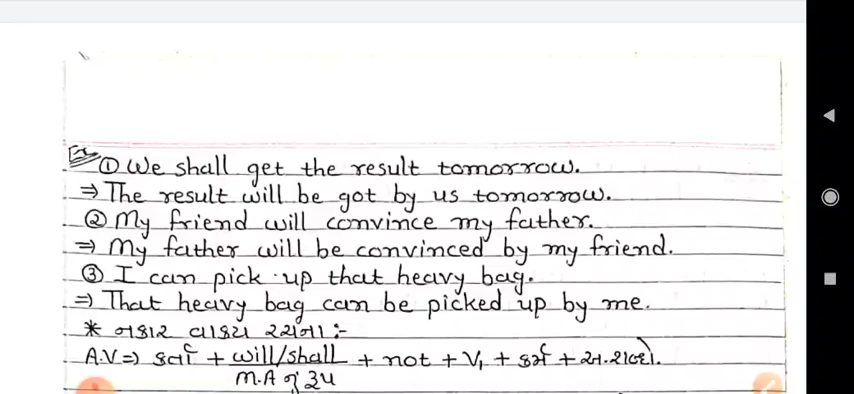 Ex
① We shall get the result tomorrow.
⇒ The result will be got by us tomorrow.
② My friend will convince my father.
⇒ My father will be convinced by my friend.
③ I can pick up that heavy bag.
⇒ That heavy bag can be picked up by me.
* નકાર વાક્ય રચના :-
A.V ⇒ કર્તા + will/shall + not + V₁ + કર્મ + અ.શબ્દો.
M.A નું રૂપ